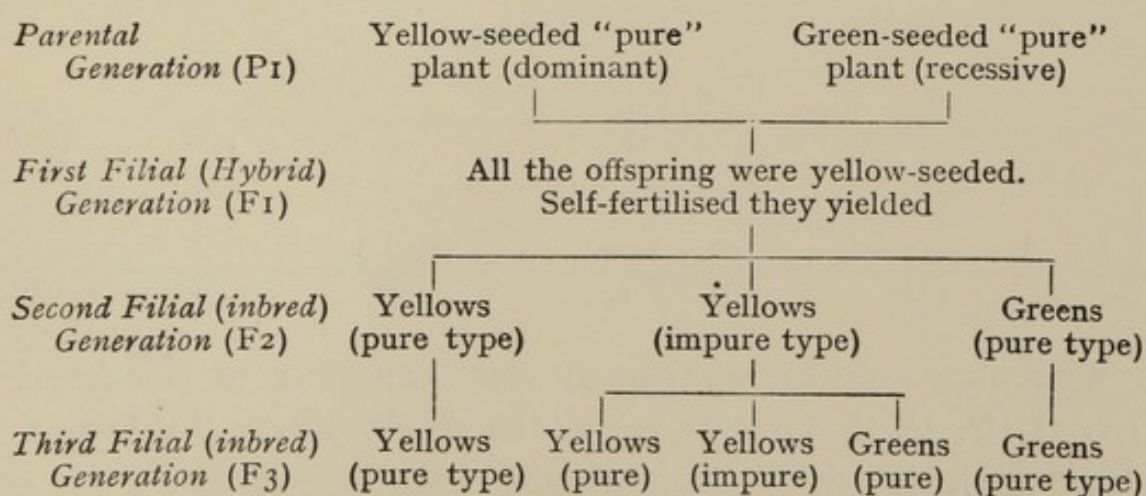 Parental
Generation (P1)
Yellow-seeded “pure”
plant (dominant)
Green-seeded “pure”
plant (recessive)
First Filial (Hybrid)
Generation (F1)
All the offspring were yellow-seeded.
Self-fertilised they yielded
Second Filial (inbred)
Generation (F2)
Yellows
(pure type)
Yellows
(impure type)
Greens
(pure type)
Third Filial (inbred)
Generation (F3)
Yellows
(pure type)
Yellows
(pure)
Yellows
(impure)
Greens
(pure)
Greens
(pure type)